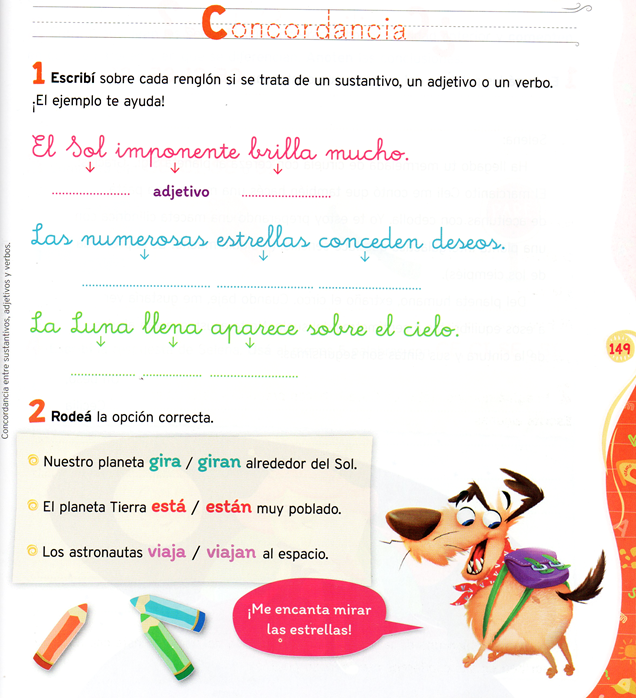 Concordancia
1 Escribí sobre cada renglón si se trata de un sustantivo, un adjetivo o un verbo.
¡El ejemplo te ayuda!
El Sol imponente brilla mucho.
adjetivo
Las numerosas estrellas conceden deseos.
La Luna llena aparece sobre el cielo.
2 Rodeá la opción correcta.
Nuestro planeta gira / giran alrededor del Sol.
El planeta Tierra está / están muy poblado.
Los astronautas viaja / viajan al espacio.
¡Me encanta mirar
las estrellas!
149
Concordancia entre sustantivos, adjetivos y verbos.